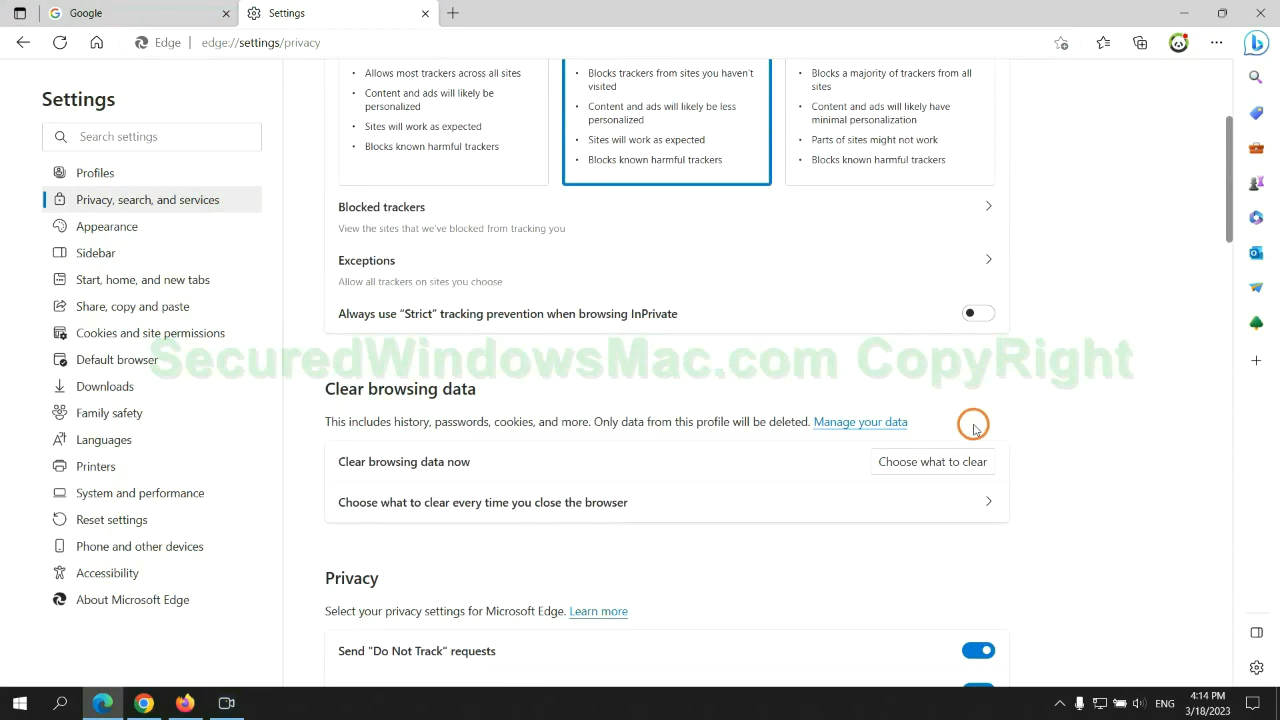 Google
Settings
Edge
edge://settings/privacy
Settings
Search settings
Profiles
Privacy, search, and services
Appearance
Sidebar
Start, home, and new tabs
Share, copy and paste
Cookies and site permissions
Default browser
Downloads
Family safety
Languages
Printers
System and performance
Reset settings
Phone and other devices
Accessibility
About Microsoft Edge
Allows most trackers across all sites
Content and ads will likely be
personalized
Sites will work as expected
Blocks known harmful trackers
Blocks trackers from sites you haven't
visited
Content and ads will likely be less
personalized
Sites will work as expected
Blocks known harmful trackers
Blocks a majority of trackers from all
sites
Content and ads will likely have
minimal personalization
Parts of sites might not work
Blocks known harmful trackers
Blocked trackers
View the sites that we've blocked from tracking you
Exceptions
Allow all trackers on sites you choose
Always use "Strict" tracking prevention when browsing InPrivate
SecuredWindowsMac.com CopyRight
Clear browsing data
This includes history, passwords, cookies, and more. Only data from this profile will be deleted. Manage your data
Clear browsing data now
Choose what to clear
Choose what to clear every time you close the browser
Privacy
Select your privacy settings for Microsoft Edge. Learn more
Send "Do Not Track" requests
ENG
4:14 PM
3/18/2023